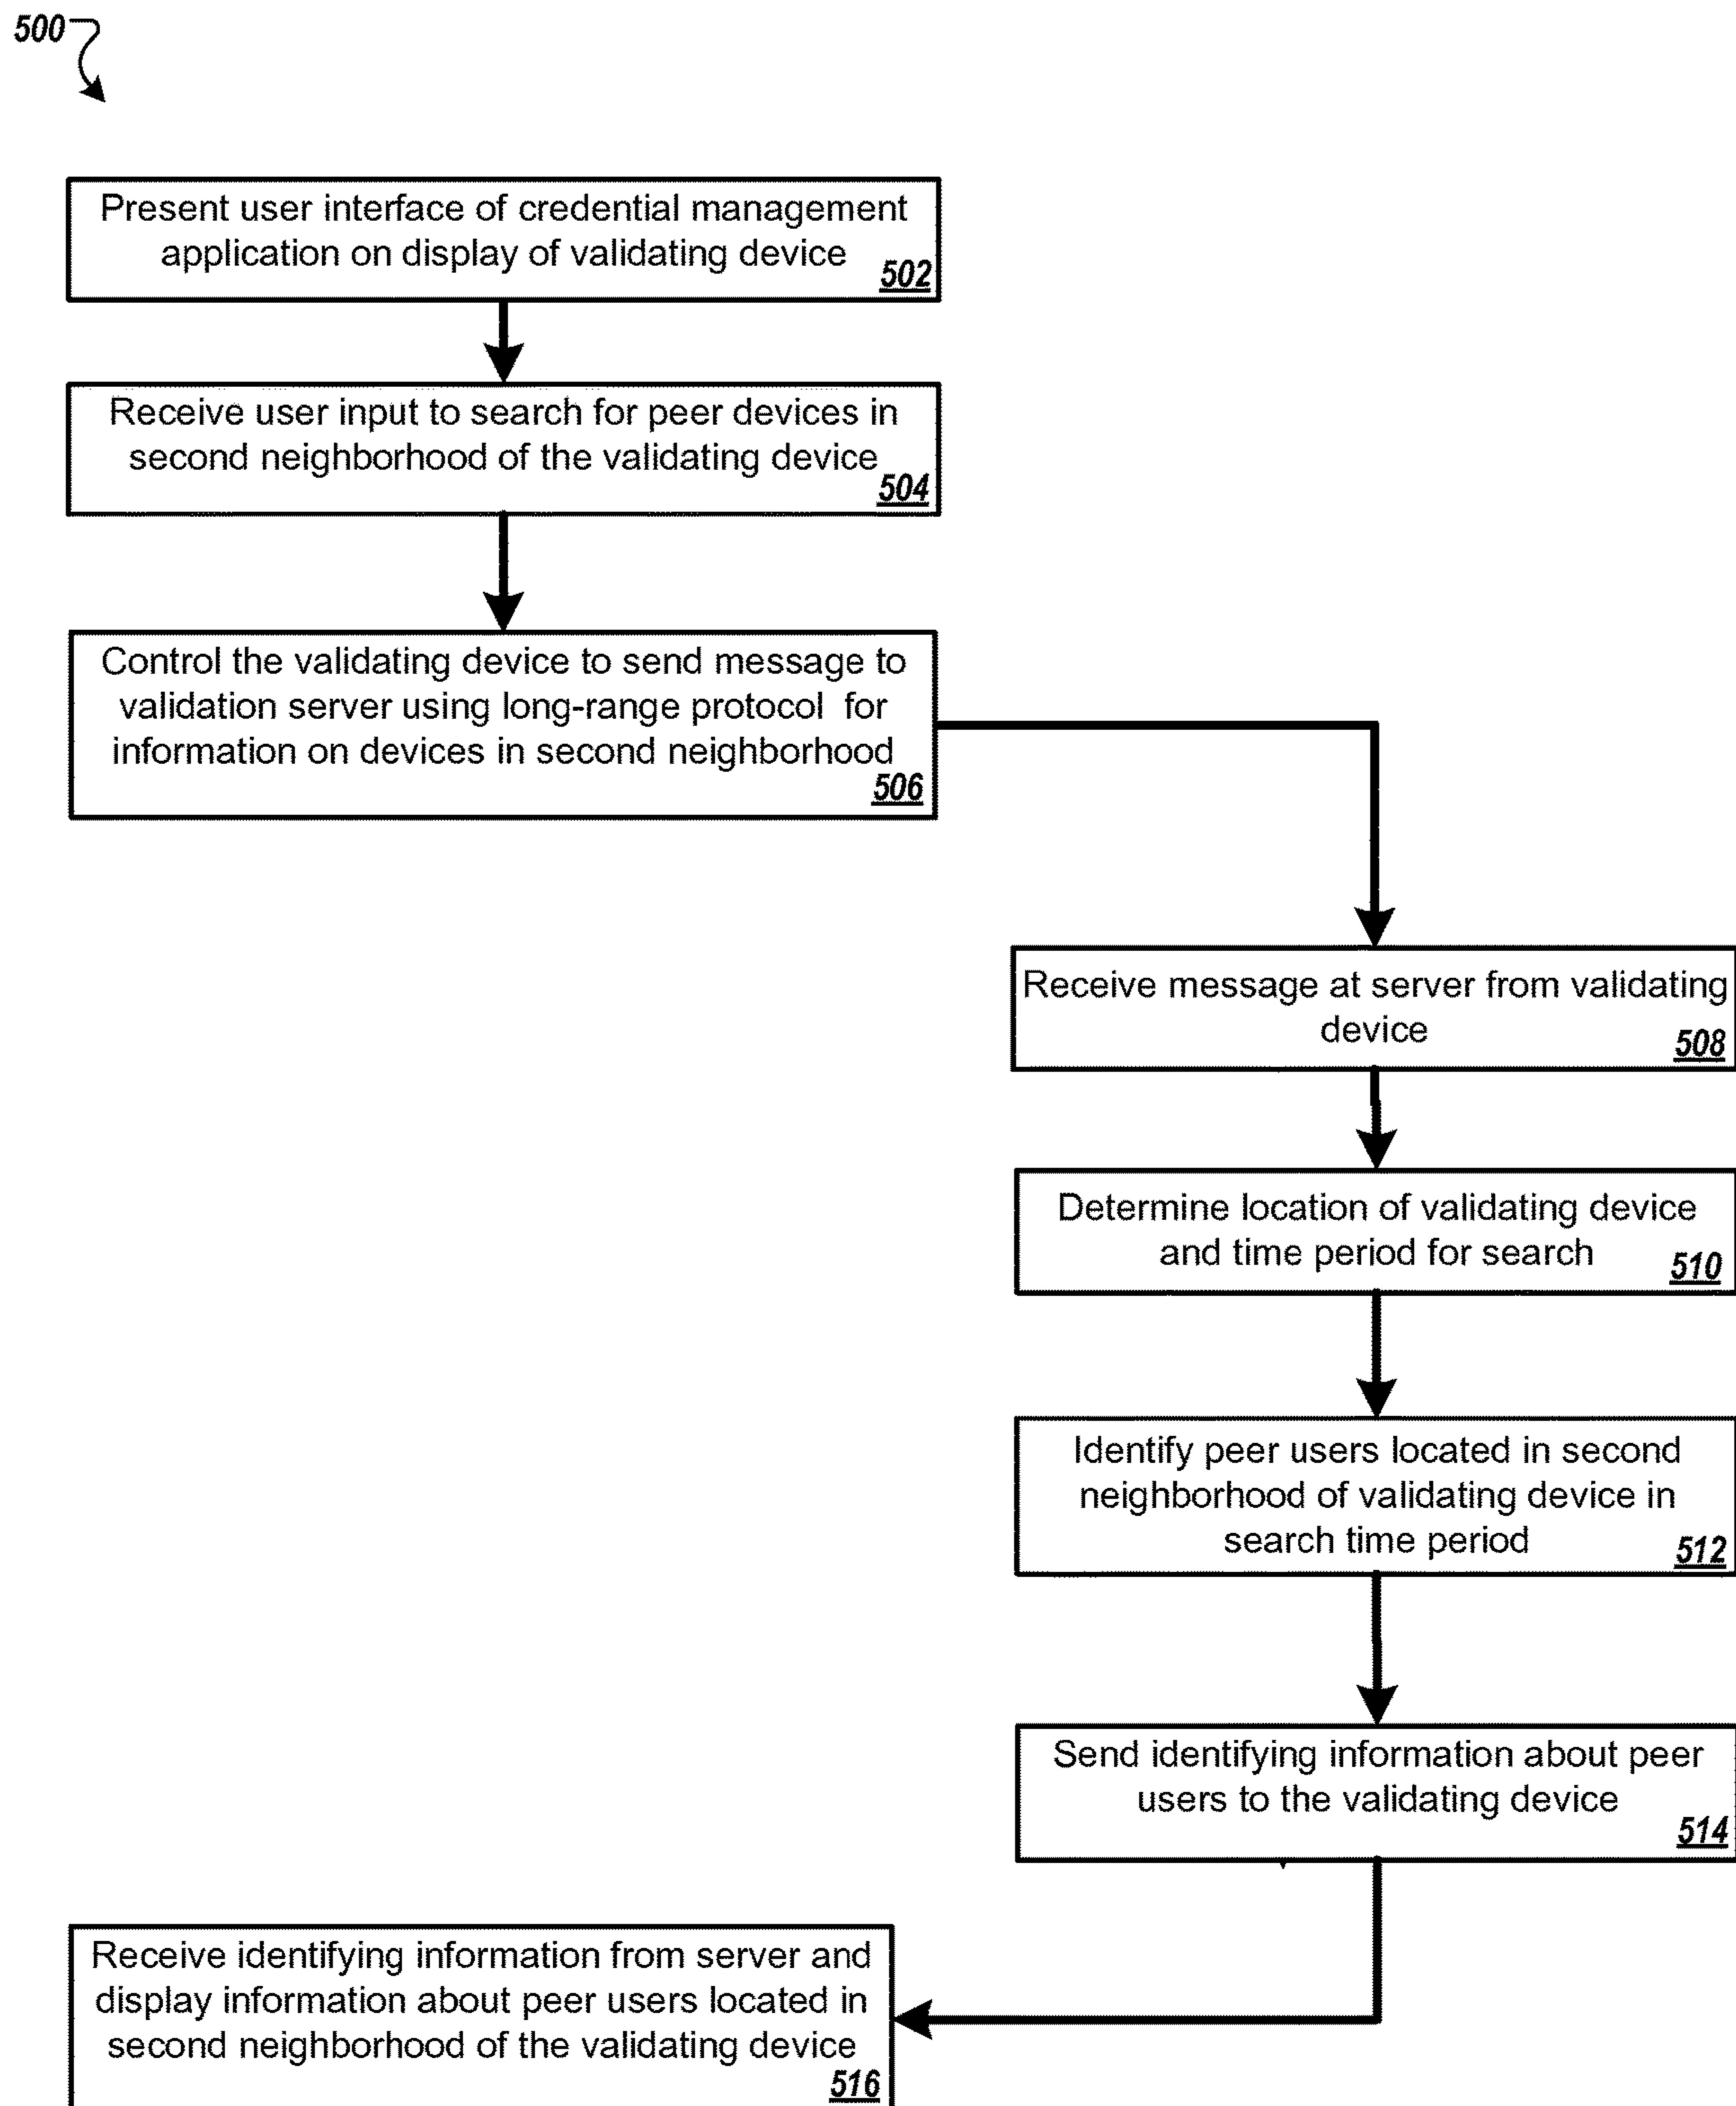 500
Present user interface of credential management
application on display of validating device
502
Receive user input to search for peer devices in
second neighborhood of the validating device
504
Control the validating device to send message to
validation server using long-range protocol for
information on devices in second neighborhood
506
Receive message at server from validating
device
508
Determine location of validating device
and time period for search
510
Identify peer users located in second
neighborhood of validating device in
search time period
512
Send identifying information about peer
users to the validating device
514
Receive identifying information from server and
display information about peer users located in
second neighborhood of the validating device
516